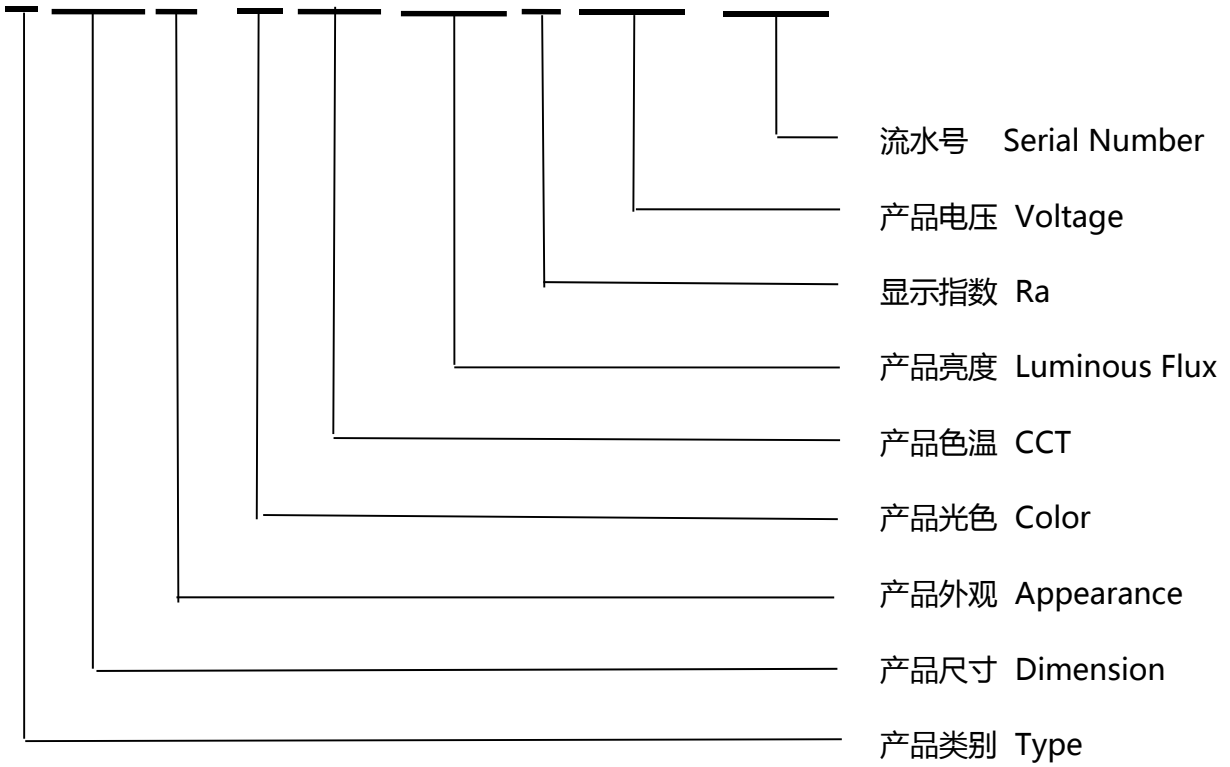 流水号 Serial Number
产品电压 Voltage
显示指数 Ra
产品亮度 Luminous Flux
产品色温 CCT
产品光色 Color
产品外观 Appearance
产品尺寸 Dimension
产品类别 Type